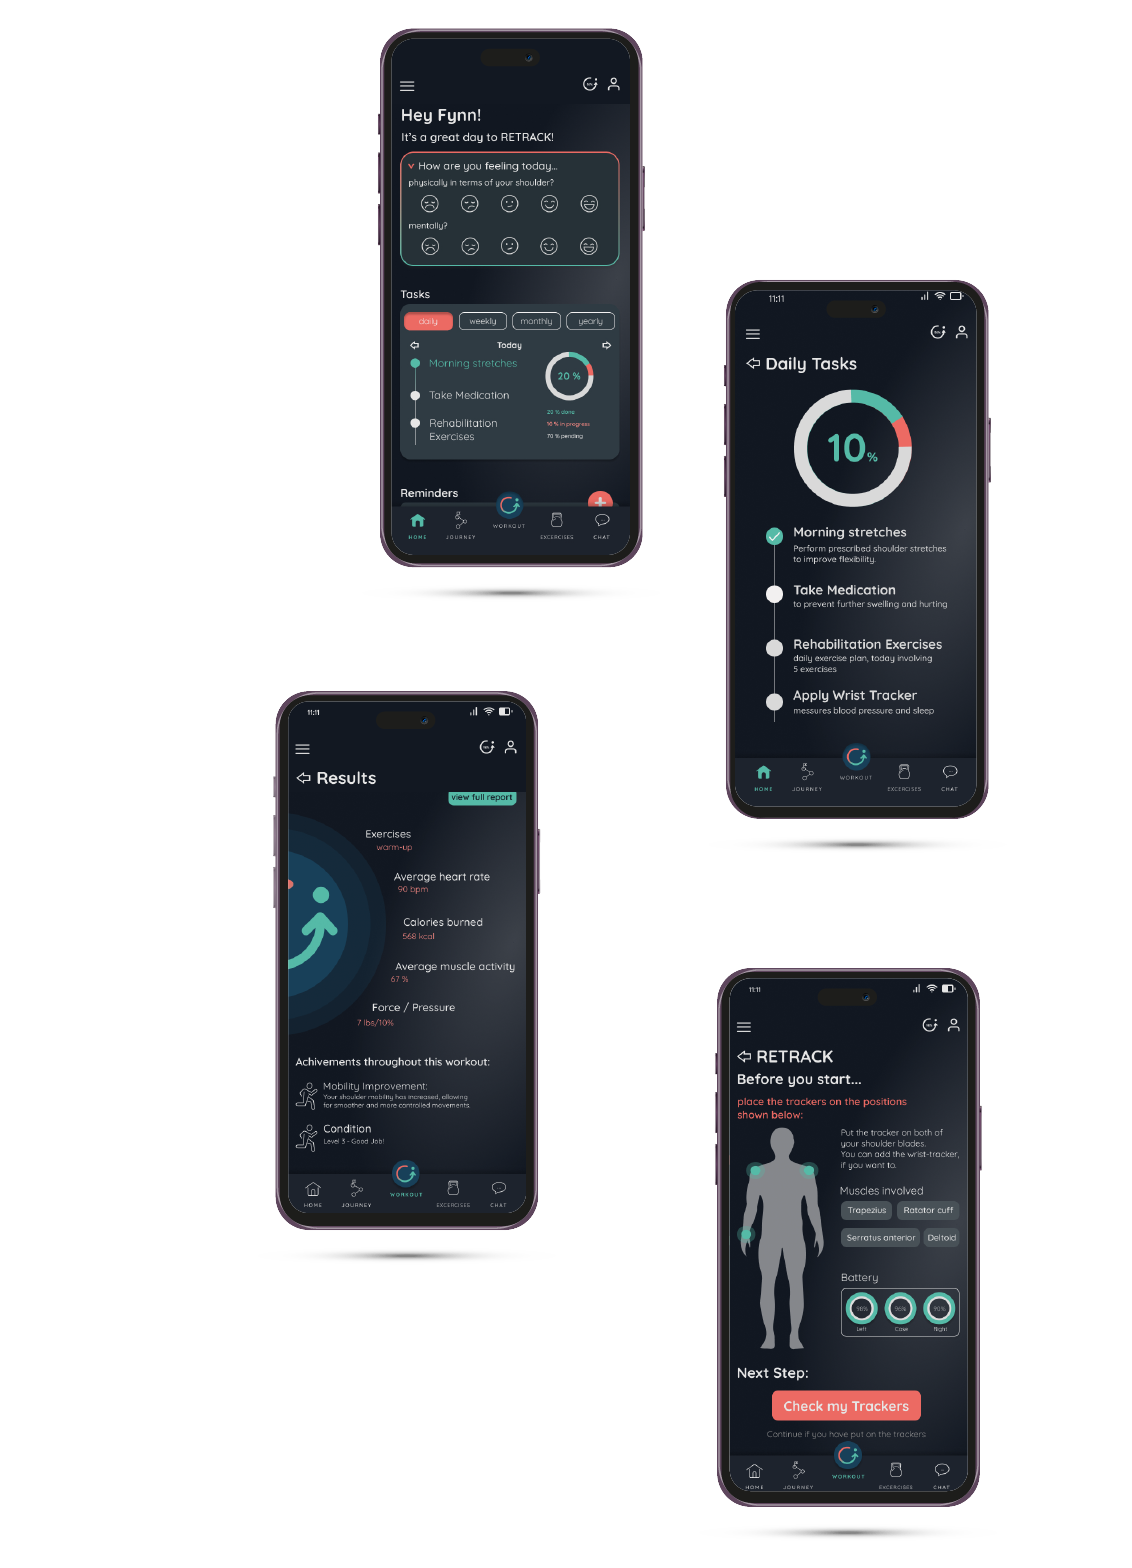 Hey Fynn!
It's a great day to RETRACK!
v How are you feeling today...
physically in terms of your shoulder?
mentally?
Tasks
daily weekly monthly yearly
Today
Morning stretches
20 %
Take Medication
20 % done
10 % in progress
70 % pending
Rehabilitation
Exercises
Reminders
+
HOME JOURNEY WORKOUT EXCERCISES CHAT
11:11
Daily Tasks
10%
Morning stretches
Perform prescribed shoulder stretches
to improve flexibility.
Take Medication
to prevent further swelling and hurting
Rehabilitation Exercises
daily exercise plan, today involving
5 exercises
Apply Wrist Tracker
messures blood pressure and sleep
HOME JOURNEY WORKOUT EXCERCISES CHAT
11:11
Results
view full report
Exercises
warm-up
Average heart rate
90 bpm
Calories burned
568 kcal
Average muscle activity
67 %
Force / Pressure
7 lbs/10%
Achivements throughout this workout:
Mobility Improvement:
Your shoulder mobility has increased, allowing
for smoother and more controlled movements.
Condition
Level 3 - Good Job!
HOME JOURNEY WORKOUT EXCERCISES CHAT
11:11
RETRACK
Before you start...
place the trackers on the positions
shown below:
Put the tracker on both of
your shoulder blades.
You can add the wrist-tracker,
if you want to.
Muscles involved
Trapezius Ratator cuff
Serratus anterior Deltoid
Battery
98% 96% 90%
Left Case Right
Next Step:
Check my Trackers
Continue if you have put on the trackers
HOME JOURNEY WORKOUT EXCERCISES CHAT